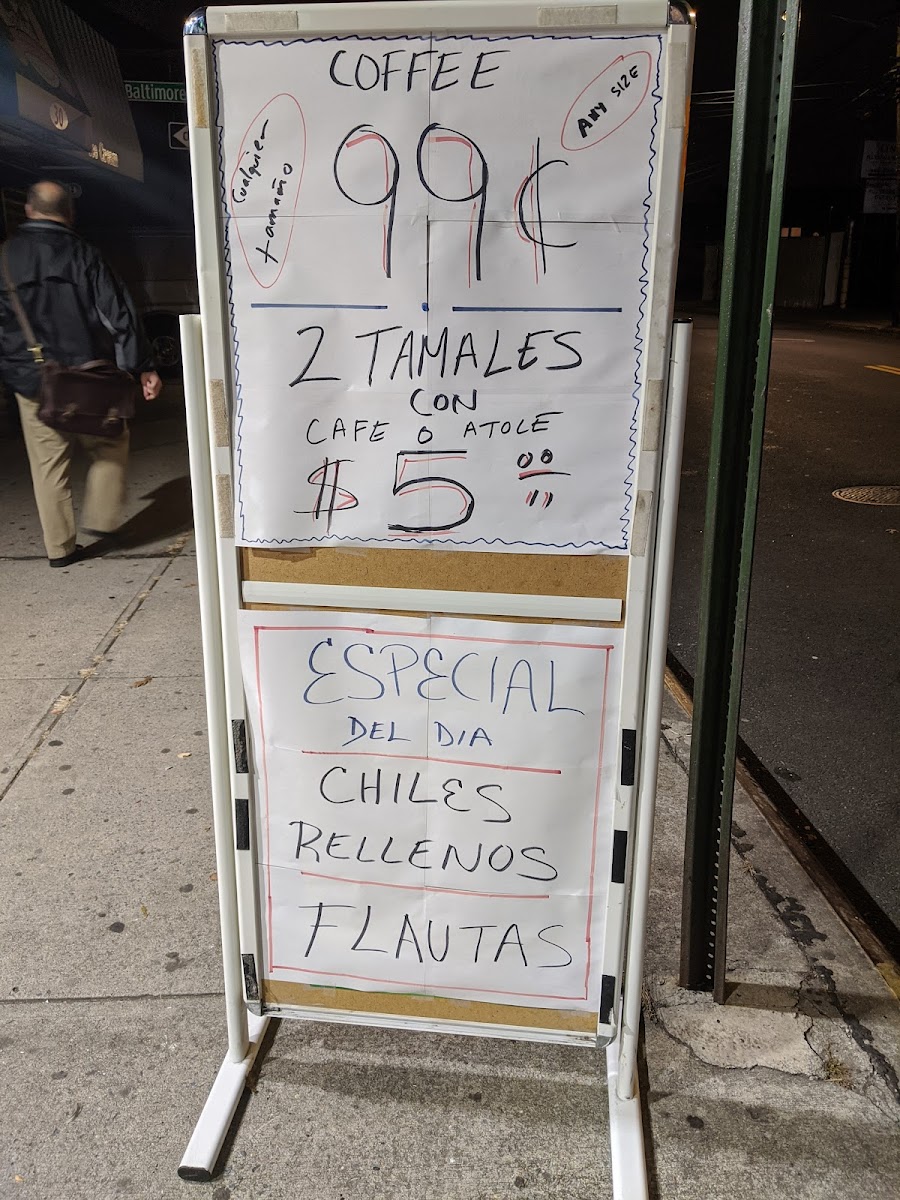 COFFEE
ANY SIZE
Cualquier
tamaño
99¢
2 TAMALES
CON
CAFE O ATOLE
$5 00
ESPECIAL
DEL DIA
CHILES
RELLENOS
FLAUTAS
Baltimore
30